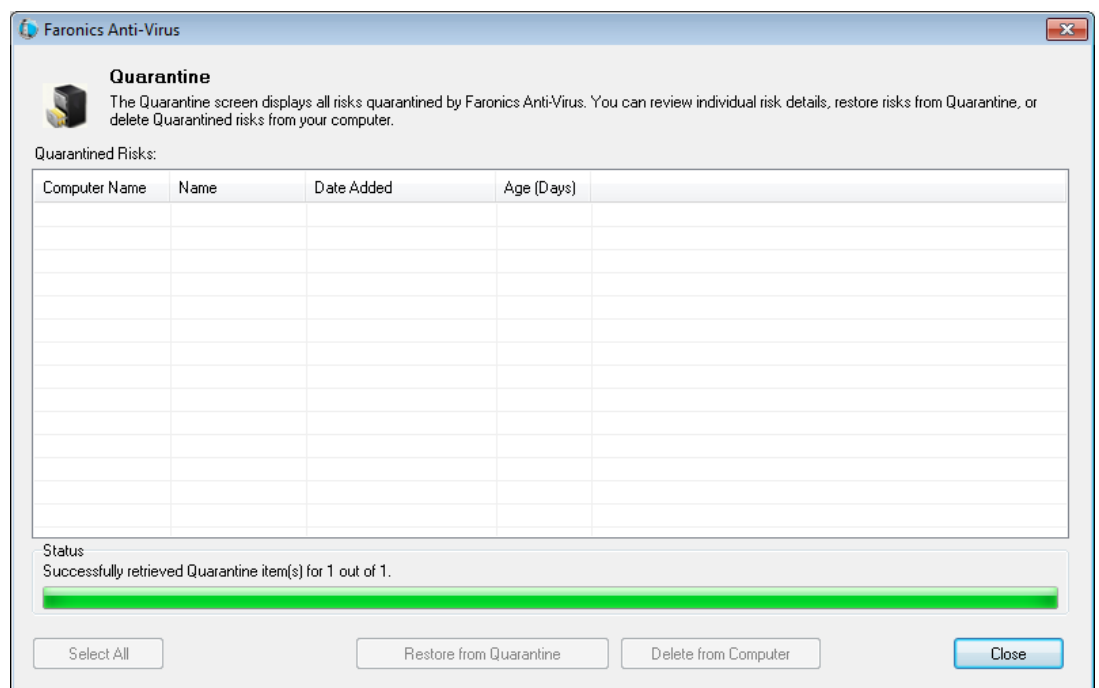 Faronics Anti-Virus
Quarantine
The Quarantine screen displays all risks quarantined by Faronics Anti-Virus. You can review individual risk details, restore risks from Quarantine, or
delete Quarantined risks from your computer.
Quarantined Risks:
Computer Name Name Date Added Age (Days)
Status
Successfully retrieved Quarantine item(s) for 1 out of 1.
Select All Restore from Quarantine Delete from Computer Close